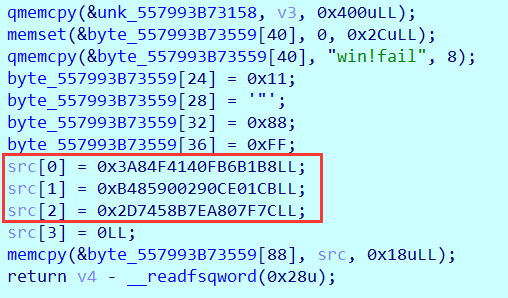 qmemcpy(&unk_557993B73158, v3, 0x400uLL);
memset(&byte_557993B73559[40], 0, 0x2CuLL);
qmemcpy(&byte_557993B73559[40], "win!fail", 8);
byte_557993B73559[24] = 0x11;
byte_557993B73559[28] = '"';
byte_557993B73559[32] = 0x88;
byte_557993B73559[36] = 0xFF;
src[0] = 0x3A84F4140FB6B1B8LL;
src[1] = 0xB485900290CE01CBLL;
src[2] = 0x2D7458B7EA807F7CLL;
src[3] = 0LL;
memcpy(&byte_557993B73559[88], src, 0x18uLL);
return v4 - __readfsqword(0x28u);